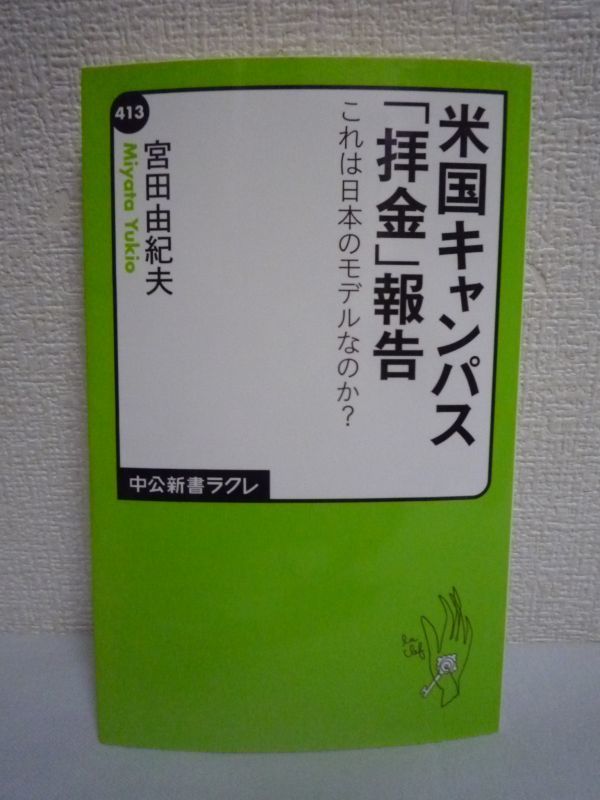 米国キャンパス
「拝金」報告
これは日本のモデルなのか？
413
宮田由紀夫
Miyata Yukio
中公新書ラクレ
la
clef